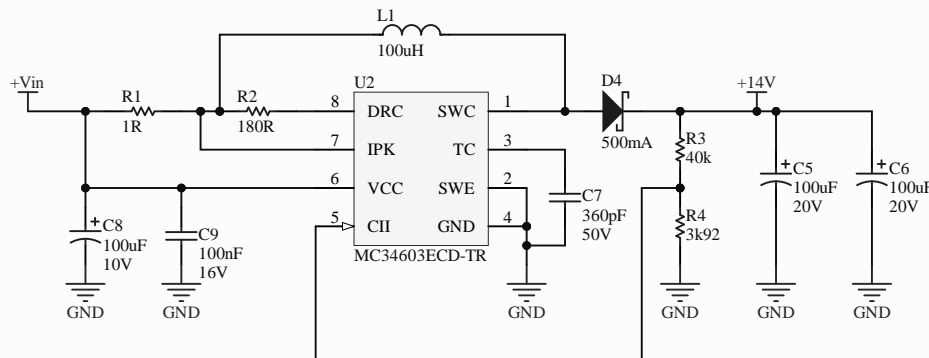 L1
100uH
+Vin
R1
1R
R2
180R
U2
8 DRC SWC 1
7 IPK TC 3
6 VCC SWE 2
5 CII GND 4
MC34603ECD-TR
D4
500mA
+14V
R3
40k
R4
3k92
C5
100uF
20V
C6
100uF
20V
C7
360pF
50V
C8
100uF
10V
C9
100nF
16V
GND
GND
GND
GND
GND
GND